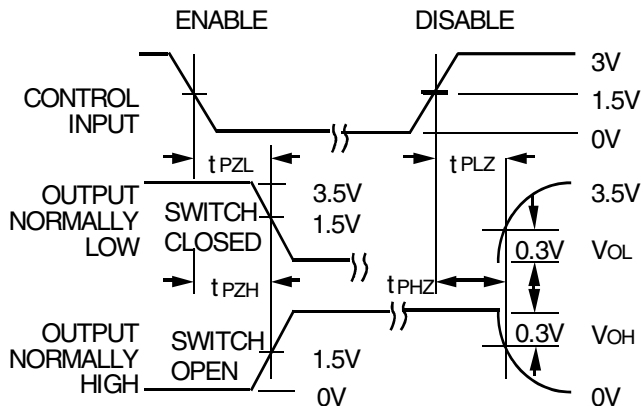 ENABLE DISABLE
3V
CONTROL INPUT 1.5V
0V
tPZL tPLZ
OUTPUT NORMALLY LOW
SWITCH CLOSED
3.5V
1.5V
3.5V
0.3V VOL
tPZH tPHZ
OUTPUT NORMALLY HIGH
SWITCH OPEN
1.5V
0V
0.3V VOH
0V